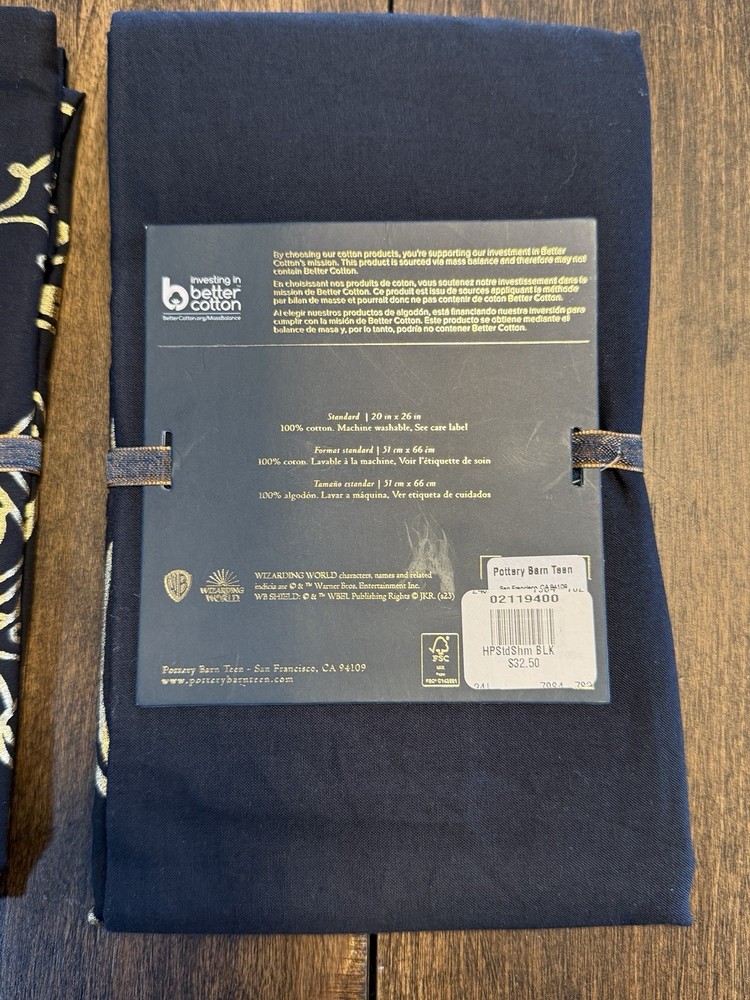 investing in
better
cotton
BetterCotton.org/MassBalance
By choosing our cotton products, you're supporting our investment in Better
Cotton's mission. This product is sourced via mass balance and therefore may not
contain Better Cotton.
En choisissant nos produits de coton, vous soutenez notre investissement dans la
mission de Better Cotton. Ce produit est issu de sources appliquant la méthode
par bilan de masse et pourrait donc ne pas contenir de coton Better Cotton.
Al elegir nuestros productos de algodón, está financiando nuestra inversión para
cumplir con la misión de Better Cotton. Este producto se obtiene mediante el
balance de masa y, por lo tanto, podría no contener Better Cotton.
Standard | 20 in x 26 in
100% cotton. Machine washable, See care label
Format standard | 51 cm x 66 cm
100% coton. Lavable à la machine, Voir l'étiquette de soin
Tamaño estandar | 51 cm x 66 cm
100% algodón. Lavar a máquina, Ver etiqueta de cuidados
WB
WIZARDING
WORLD
WIZARDING WORLD characters, names and related
indicia are © & ™ Warner Bros. Entertainment Inc.
WB SHIELD: © & ™ WBEI. Publishing Rights © JKR. (s23)
Pottery Barn Teen
San Francisco, CA 94109
02119400
HPStdShm BLK
$32.50
FSC
MIX
Pottery Barn Teen - San Francisco, CA 94109
www.potterybarnteen.com